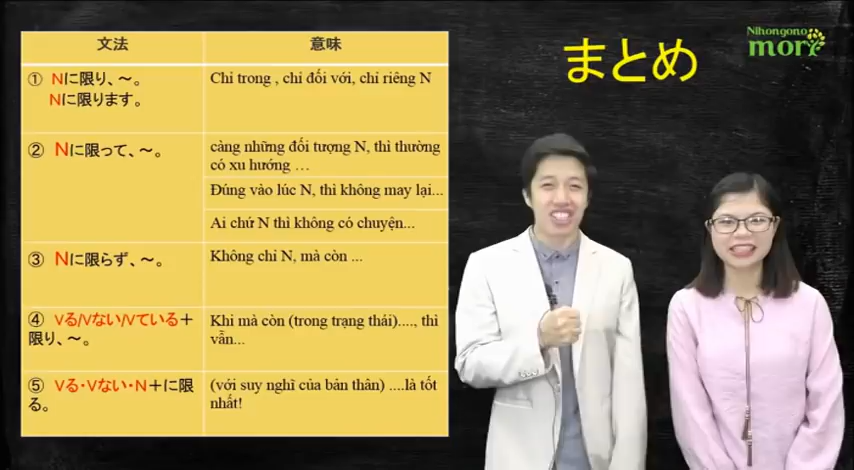 文法 意味
① Nに限り、～。
Nに限ります。
Chỉ trong , chỉ đối với, chỉ riêng N
② Nに限って、～。
càng những đối tượng N, thì thường
có xu hướng …
Đúng vào lúc N, thì không may lại...
Ai chứ N thì không có chuyện...
③ Nに限らず、～。
Không chỉ N, mà còn ...
④ Vる/Vない/Vている＋
限り、～。
Khi mà còn (trong trạng thái)...., thì
vẫn...
⑤ Vる・Vない・N＋に限
る。
(với suy nghĩ của bản thân) ....là tốt
nhất!
まとめ
Nihongono
mori